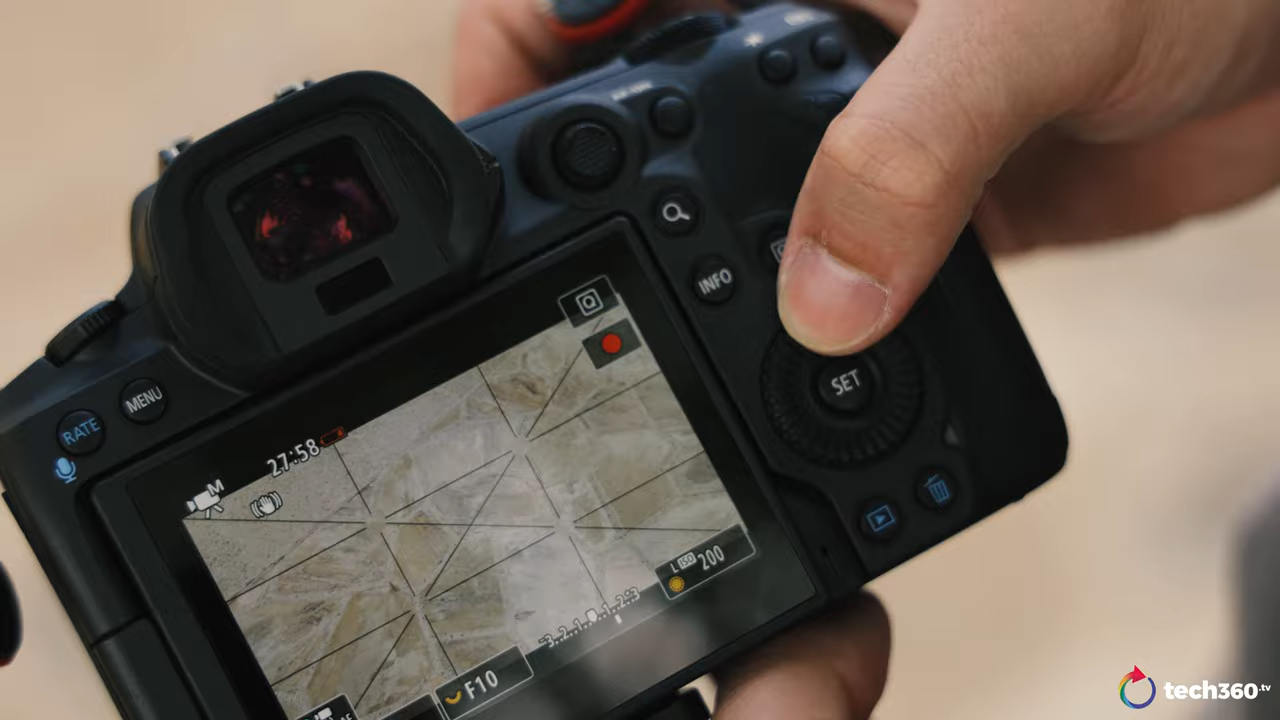 INFO
Q
MENU
RATE
SET
27:58
M
L ISO 200
-3..2..1..0..1..2..3
F10
tech360.tv